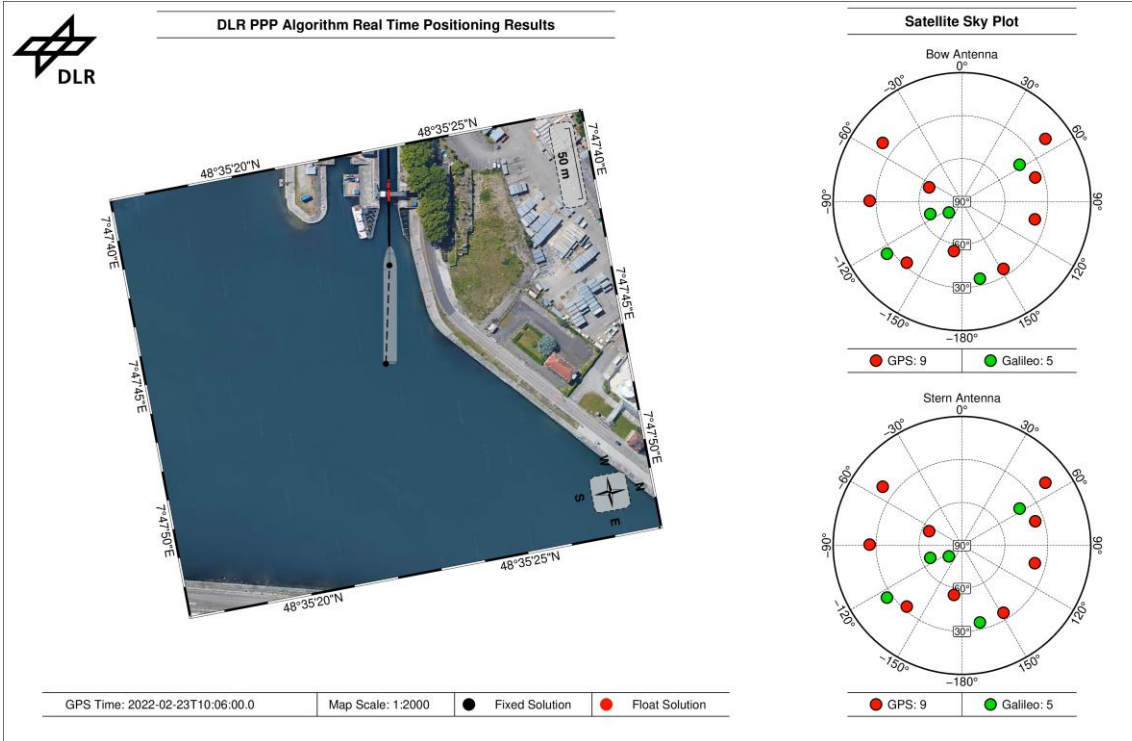 DLR PPP Algorithm Real Time Positioning Results
DLR
48°35'20"N
48°35'25"N
7°47'40"E
7°47'40"E
50 m
7°47'45"E
7°47'45"E
7°47'50"E
7°47'50"E
W
N
S
E
48°35'20"N
48°35'25"N
GPS Time: 2022-02-23T10:06:00.0
Map Scale: 1:2000
Fixed Solution
Float Solution
Satellite Sky Plot
Bow Antenna
0°
−30°
30°
−60°
60°
−90°
90°
90°
60°
30°
−120°
120°
−150°
150°
−180°
GPS: 9
Galileo: 5
Stern Antenna
0°
−30°
30°
−60°
60°
−90°
90°
90°
60°
30°
−120°
120°
−150°
150°
−180°
GPS: 9
Galileo: 5